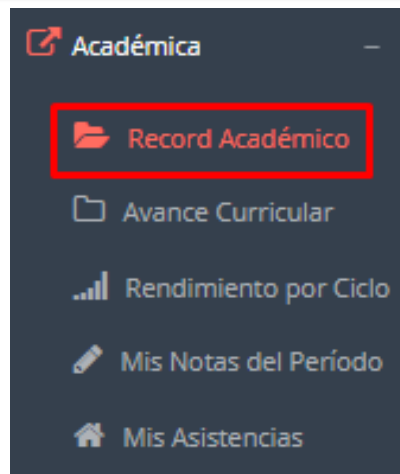 Académica
Record Académico
Avance Curricular
Rendimiento por Ciclo
Mis Notas del Período
Mis Asistencias